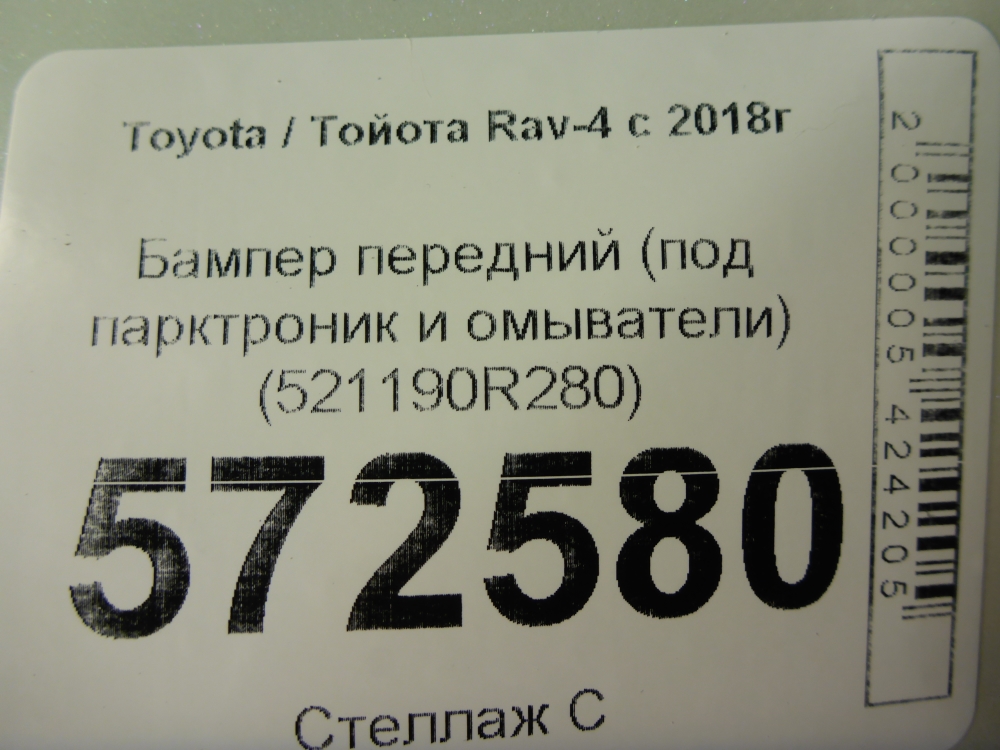 Toyota / Тойота Rav-4 с 2018г
Бампер передний (под
парктроник и омыватели)
(521190R280)
572580
Стеллаж С
2000005424205